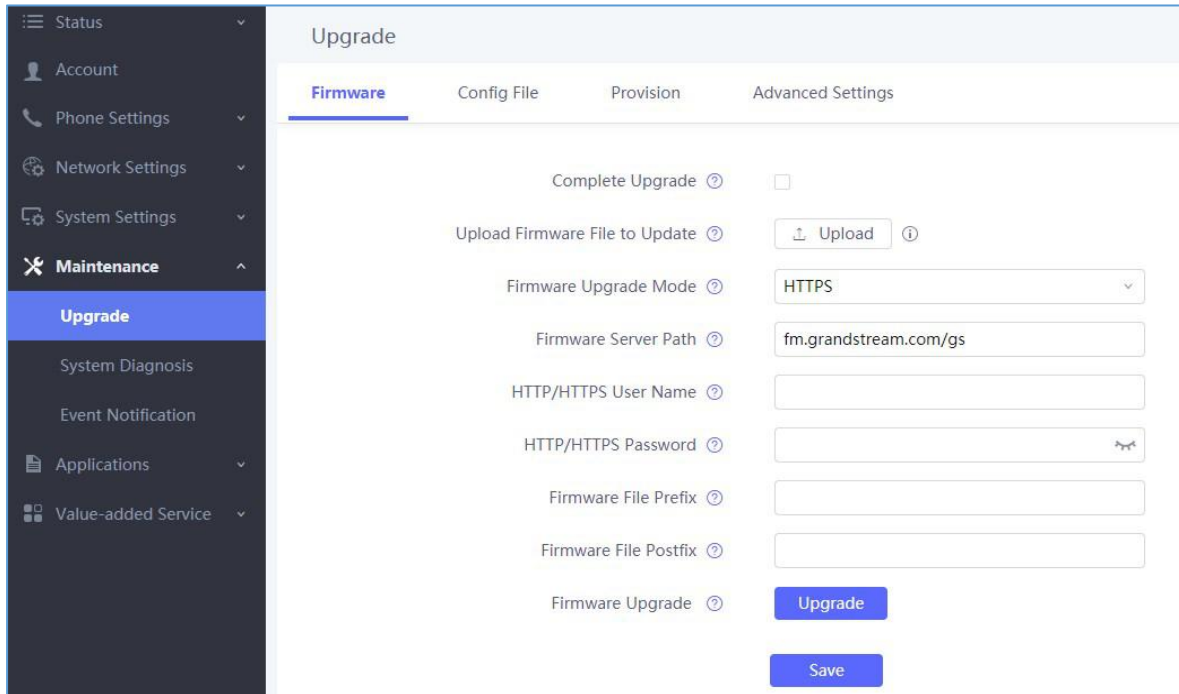 Status
Account
Phone Settings
Network Settings
System Settings
Maintenance
Upgrade
System Diagnosis
Event Notification
Applications
Value-added Service
Upgrade
Firmware Config File Provision Advanced Settings
Complete Upgrade
Upload Firmware File to Update Upload
Firmware Upgrade Mode HTTPS
Firmware Server Path fm.grandstream.com/gs
HTTP/HTTPS User Name
HTTP/HTTPS Password
Firmware File Prefix
Firmware File Postfix
Firmware Upgrade Upgrade
Save